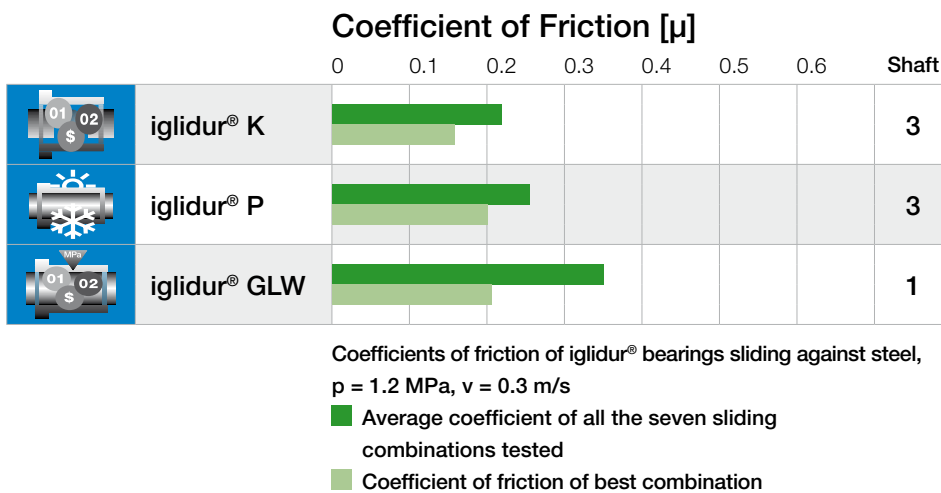 Coefficient of Friction [µ]
0 0.1 0.2 0.3 0.4 0.5 0.6 Shaft
01 02 $ iglidur® K 3
iglidur® P 3
MPa
01 02 $ iglidur® GLW 1
Coefficients of friction of iglidur® bearings sliding against steel,
p = 1.2 MPa, v = 0.3 m/s
Average coefficient of all the seven sliding
combinations tested
Coefficient of friction of best combination